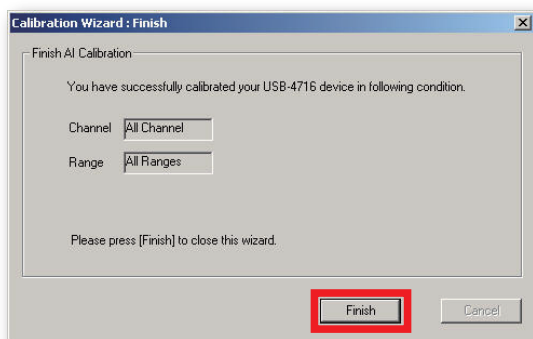 Calibration Wizard : Finish
Finish AI Calibration
You have successfully calibrated your USB-4716 device in following condition.
Channel All Channel
Range All Ranges
Please press [Finish] to close this wizard.
Finish Cancel